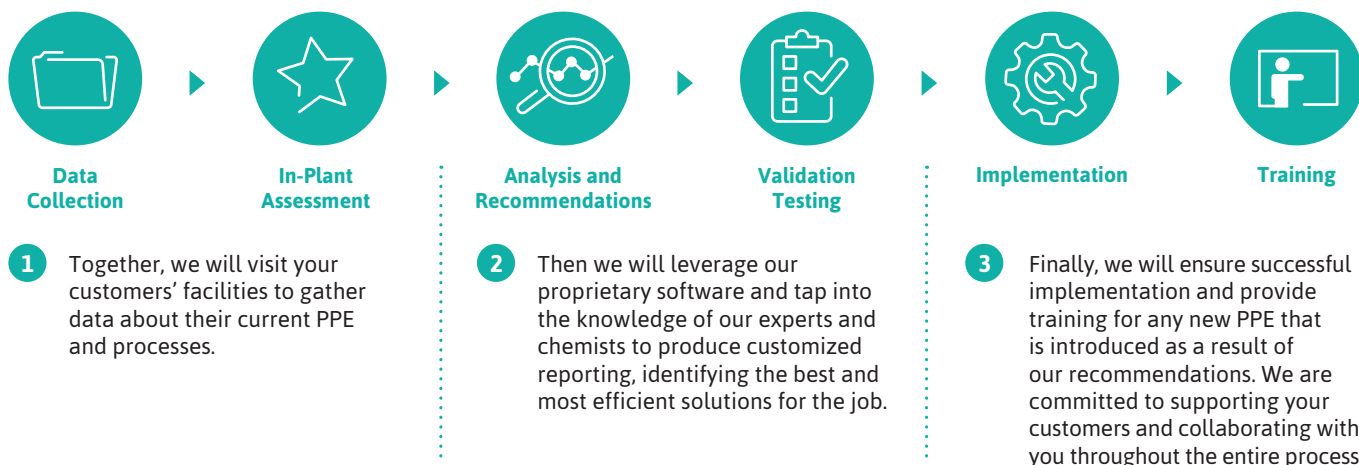 Data
Collection
In-Plant
Assessment
Analysis and
Recommendations
Validation
Testing
Implementation
Training
1
Together, we will visit your
customers’ facilities to gather
data about their current PPE
and processes.
2
Then we will leverage our
proprietary software and tap into
the knowledge of our experts and
chemists to produce customized
reporting, identifying the best and
most efficient solutions for the job.
3
Finally, we will ensure successful
implementation and provide
training for any new PPE that
is introduced as a result of
our recommendations. We are
committed to supporting your
customers and collaborating with
you throughout the entire process